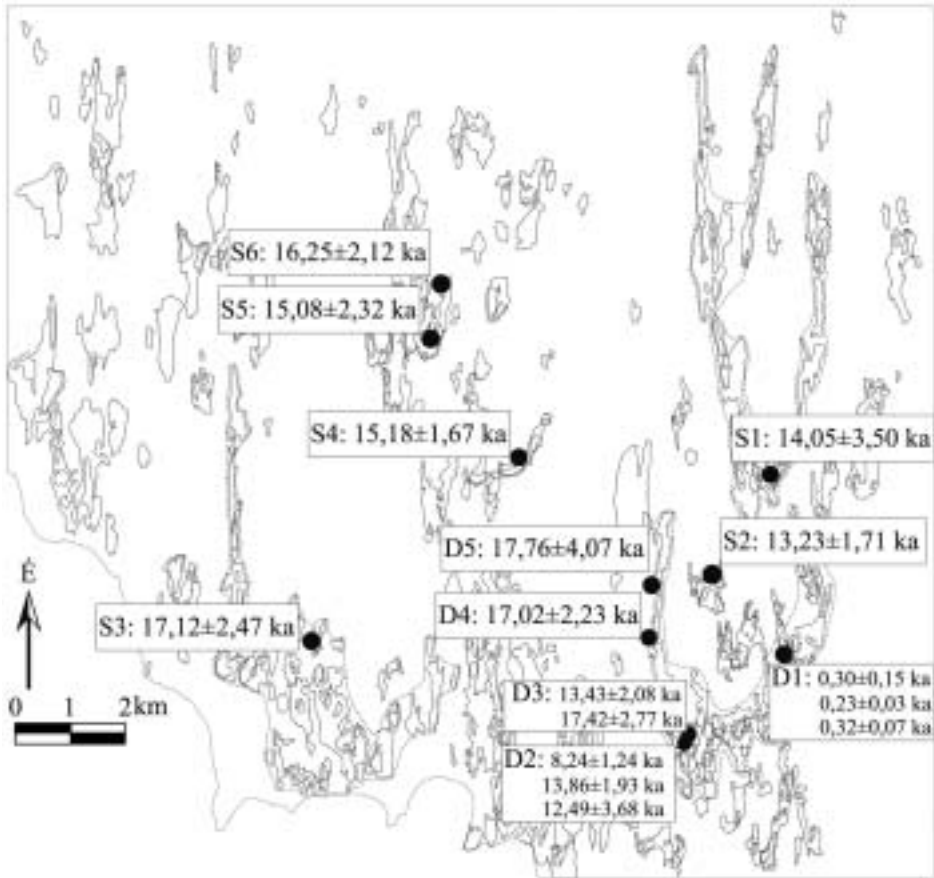 S6: 16,25±2,12 ka
S5: 15,08±2,32 ka
S4: 15,18±1,67 ka
S1: 14,05±3,50 ka
D5: 17,76±4,07 ka
S2: 13,23±1,71 ka
É
S3: 17,12±2,47 ka
D4: 17,02±2,23 ka
D1: 0,30±0,15 ka
0,23±0,03 ka
0,32±0,07 ka
D3: 13,43±2,08 ka
17,42±2,77 ka
0 1 2km
D2: 8,24±1,24 ka
13,86±1,93 ka
12,49±3,68 ka